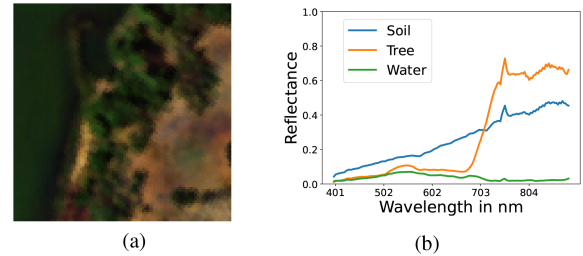 1.0
0.8
0.6
0.4
0.2
0.0
Reflectance
Soil
Tree
Water
401 502 602 703 804
Wavelength in nm
(a) (b)